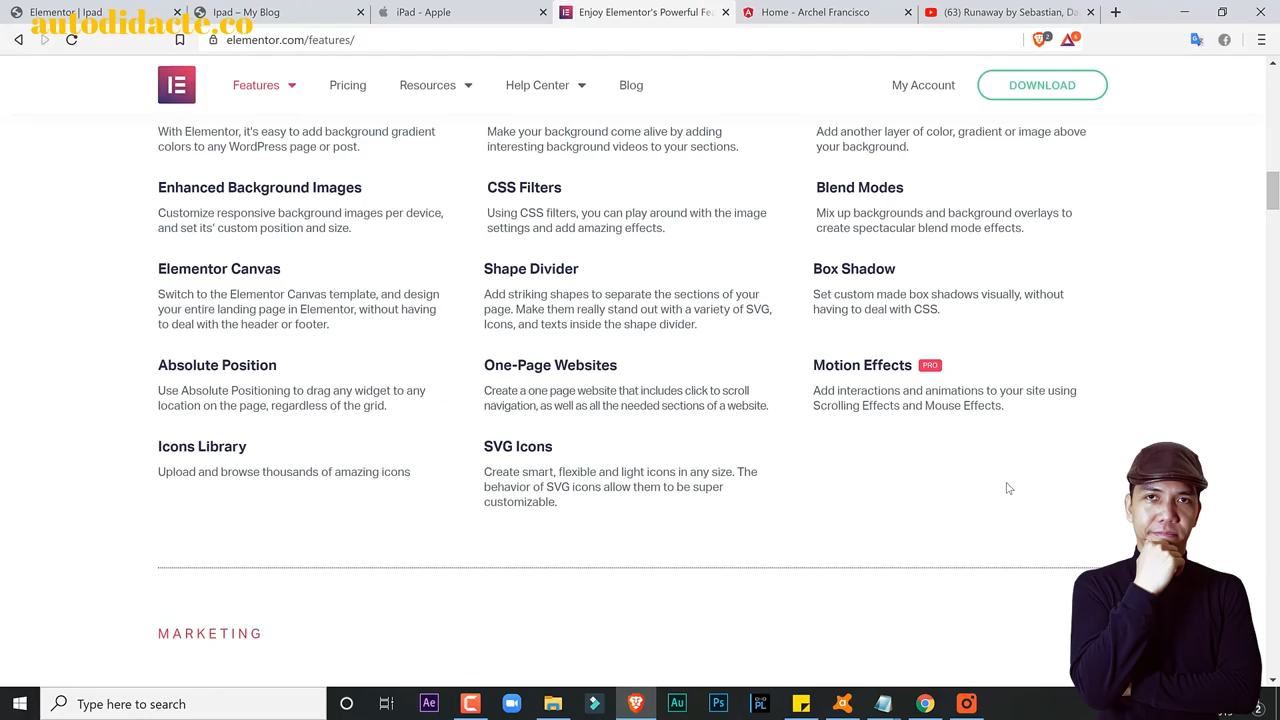 Elementor | Ipad
Ipad – My Blog
iPad - Apple
Enjoy Elementor's Powerful Fea
Home - Archel Francisco
(63) Runaway by Sebastian, Da
autodidacte.co
elementor.com/features/
2
6
Features
Pricing
Resources
Help Center
Blog
My Account
DOWNLOAD
With Elementor, it's easy to add background gradient
colors to any WordPress page or post.
Make your background come alive by adding
interesting background videos to your sections.
Add another layer of color, gradient or image above
your background.
Enhanced Background Images
Customize responsive background images per device,
and set its' custom position and size.
CSS Filters
Using CSS filters, you can play around with the image
settings and add amazing effects.
Blend Modes
Mix up backgrounds and background overlays to
create spectacular blend mode effects.
Elementor Canvas
Switch to the Elementor Canvas template, and design
your entire landing page in Elementor, without having
to deal with the header or footer.
Shape Divider
Add striking shapes to separate the sections of your
page. Make them really stand out with a variety of SVG,
Icons, and texts inside the shape divider.
Box Shadow
Set custom made box shadows visually, without
having to deal with CSS.
Absolute Position
Use Absolute Positioning to drag any widget to any
location on the page, regardless of the grid.
One-Page Websites
Create a one page website that includes click to scroll
navigation, as well as all the needed sections of a website.
Motion Effects PRO
Add interactions and animations to your site using
Scrolling Effects and Mouse Effects.
Icons Library
Upload and browse thousands of amazing icons
SVG Icons
Create smart, flexible and light icons in any size. The
behavior of SVG icons allow them to be super
customizable.
MARKETING
Type here to search
Ae
Au
Ps
PL
2